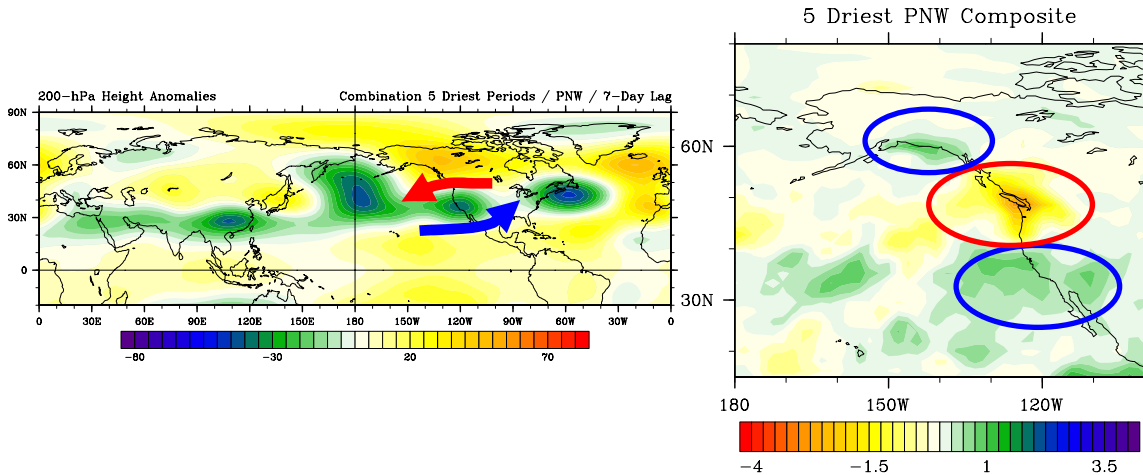 5 Driest PNW Composite
200-hPa Height Anomalies
Combination 5 Driest Periods / PNW / 7-Day Lag
90N
60N
30N
0
0 30E 60E 90E 120E 150E 180 150W 120W 90W 60W 30W 0
-80 -30 20 70
60N
30N
180 150W 120W
-4 -1.5 1 3.5